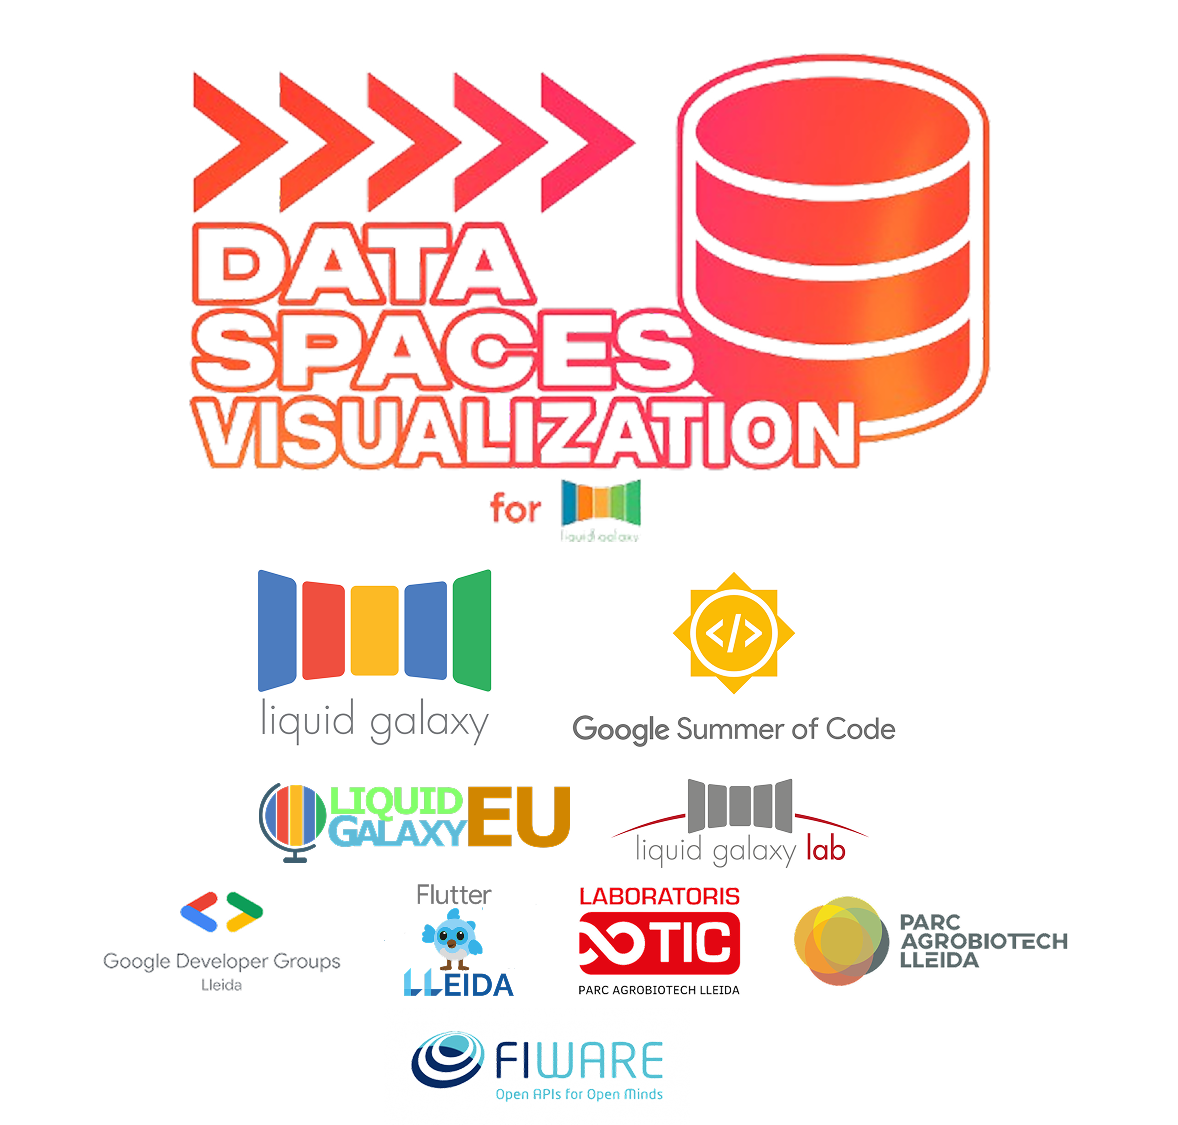 DATA
SPACES
VISUALIZATION
for
liquid galaxy
liquid galaxy
</>
Google Summer of Code
LIQUID
GALAXY EU
liquid galaxy lab
Google Developer Groups
Lleida
Flutter
LLEIDA
LABORATORIS
TIC
PARC AGROBIOTECH LLEIDA
PARC
AGROBIOTECH
LLEIDA
FIWARE
Open APIs for Open Minds